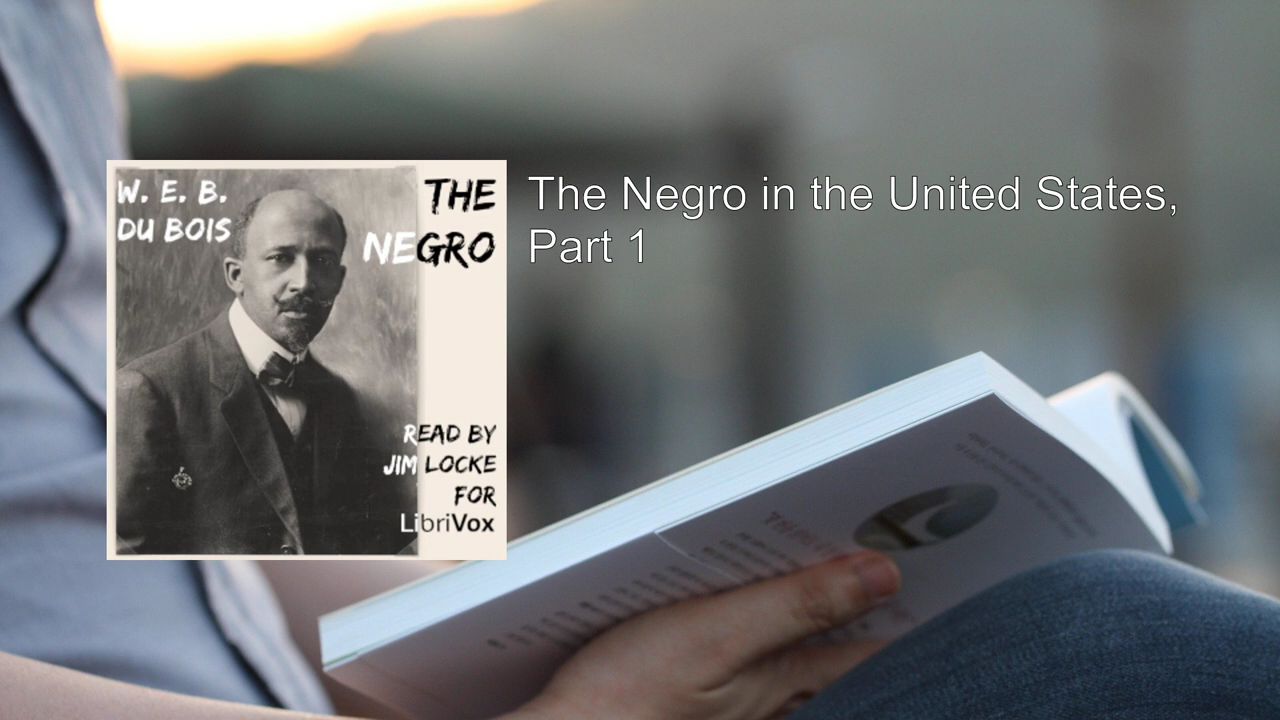 W. E. B.
DU BOIS
THE
NEGRO
READ BY
JIM LOCKE
FOR
LibriVox
The Negro in the United States,
Part 1